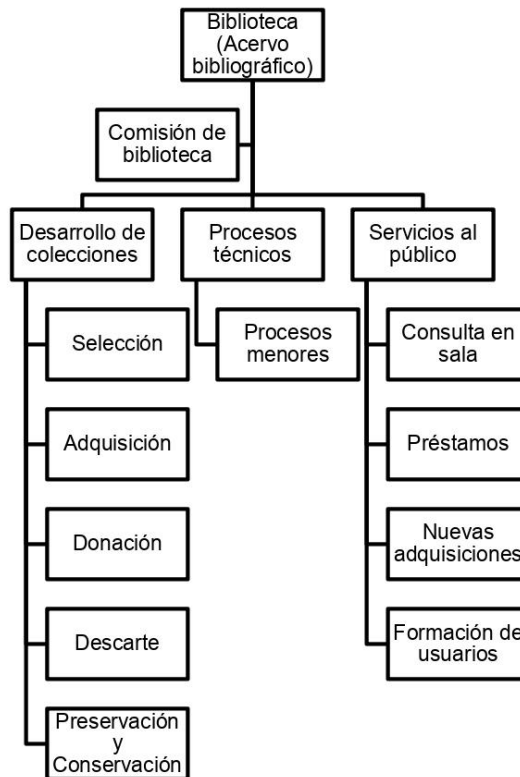 Biblioteca
(Acervo
bibliográfico)
Comisión de
biblioteca
Desarrollo de
colecciones
Procesos
técnicos
Servicios al
público
Selección
Adquisición
Donación
Descarte
Preservación
y
Conservación
Procesos
menores
Consulta en
sala
Préstamos
Nuevas
adquisiciones
Formación de
usuarios